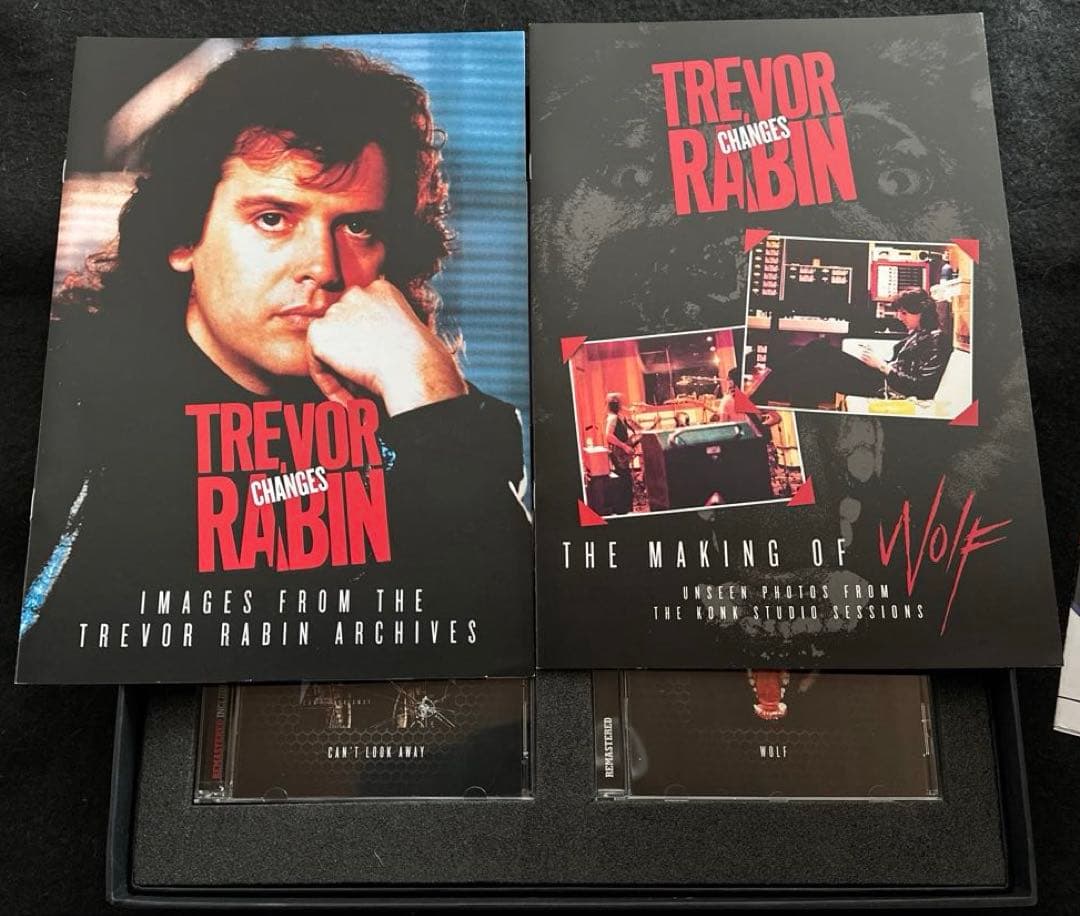 TREVOR
CHANGES
RABIN
IMAGES FROM THE
TREVOR RABIN ARCHIVES
TREVOR
CHANGES
RABIN
THE MAKING OF WOLF
UNSEEN PHOTOS FROM
THE KONK STUDIO SESSIONS
REMASTERED
CAN'T LOOK AWAY
REMASTERED
WOLF